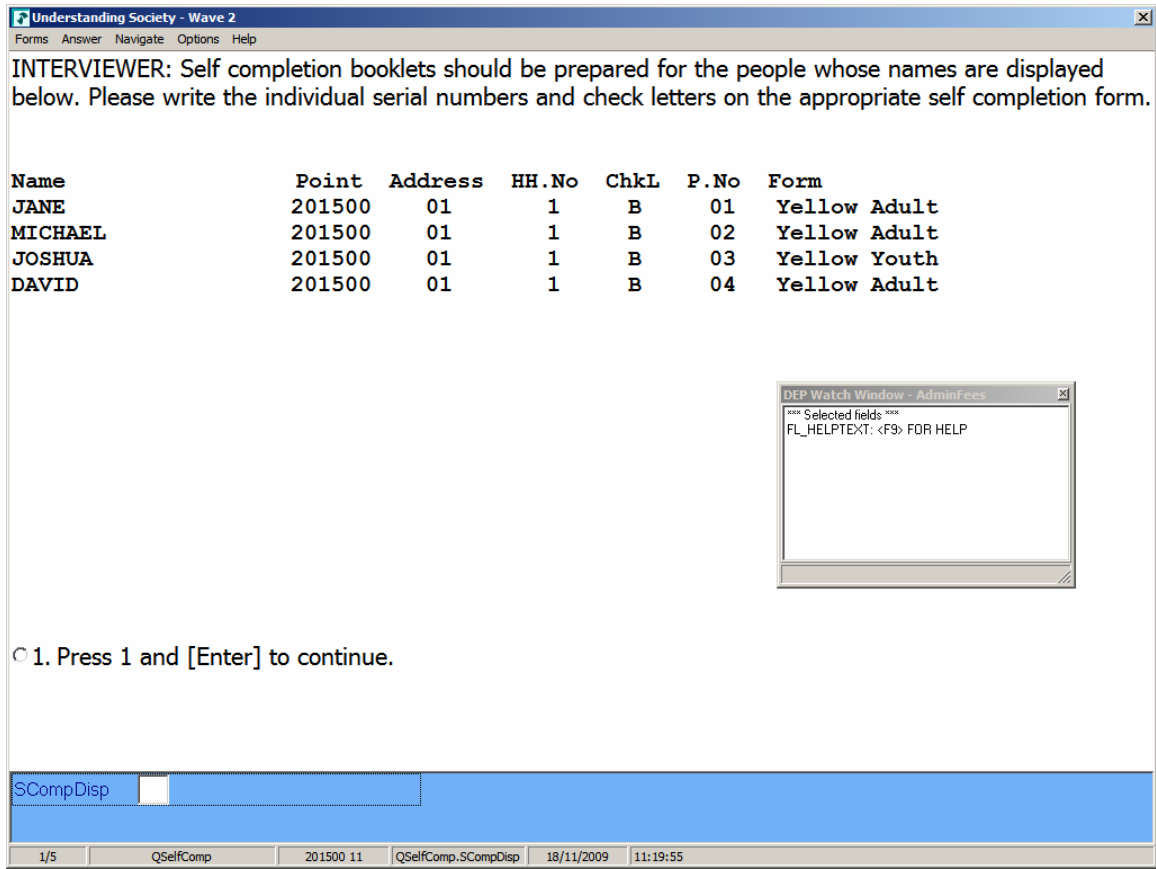 Understanding Society - Wave 2
Forms Answer Navigate Options Help
INTERVIEWER: Self completion booklets should be prepared for the people whose names are displayed
below. Please write the individual serial numbers and check letters on the appropriate self completion form.
Name Point Address HH.No ChkL P.No Form
JANE 201500 01 1 B 01 Yellow Adult
MICHAEL 201500 01 1 B 02 Yellow Adult
JOSHUA 201500 01 1 B 03 Yellow Youth
DAVID 201500 01 1 B 04 Yellow Adult
DEP Watch Window - AdminFees
*** Selected fields ***
FL_HELPTEXT: <F9> FOR HELP
1. Press 1 and [Enter] to continue.
SCompDisp
1/5 QSelfComp 201500 11 QSelfComp.SCompDisp 18/11/2009 11:19:55